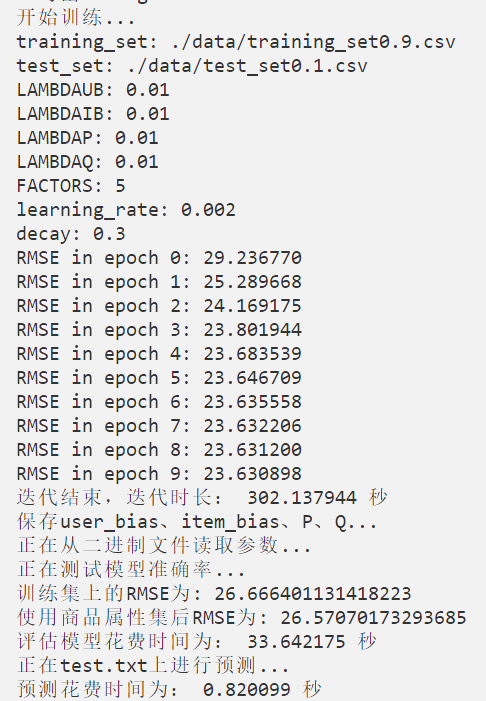 开始训练...
training_set: ./data/training_set0.9.csv
test_set: ./data/test_set0.1.csv
LAMBDAUB: 0.01
LAMBDAIB: 0.01
LAMBDAP: 0.01
LAMBDAQ: 0.01
FACTORS: 5
learning_rate: 0.002
decay: 0.3
RMSE in epoch 0: 29.236770
RMSE in epoch 1: 25.289668
RMSE in epoch 2: 24.169175
RMSE in epoch 3: 23.801944
RMSE in epoch 4: 23.683539
RMSE in epoch 5: 23.646709
RMSE in epoch 6: 23.635558
RMSE in epoch 7: 23.632206
RMSE in epoch 8: 23.631200
RMSE in epoch 9: 23.630898
迭代结束，迭代时长： 302.137944 秒
保存user_bias、item_bias、P、Q...
正在从二进制文件读取参数...
正在测试模型准确率...
训练集上的RMSE为: 26.666401131418223
使用商品属性集后RMSE为: 26.57070173293685
评估模型花费时间为： 33.642175 秒
正在test.txt上进行预测...
预测花费时间为： 0.820099 秒